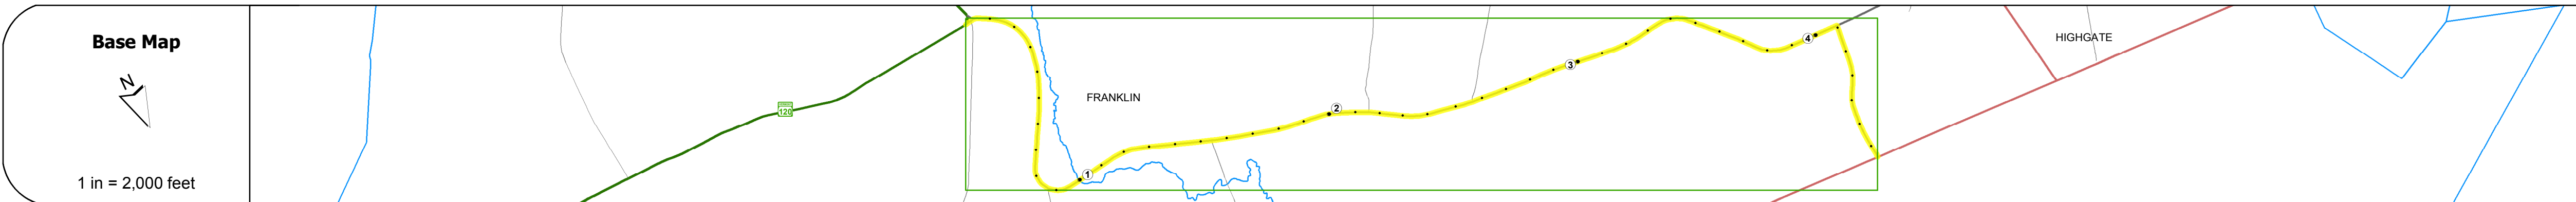 Base Map
N
1 in = 2,000 feet
120
FRANKLIN
1
2
3
4
HIGHGATE